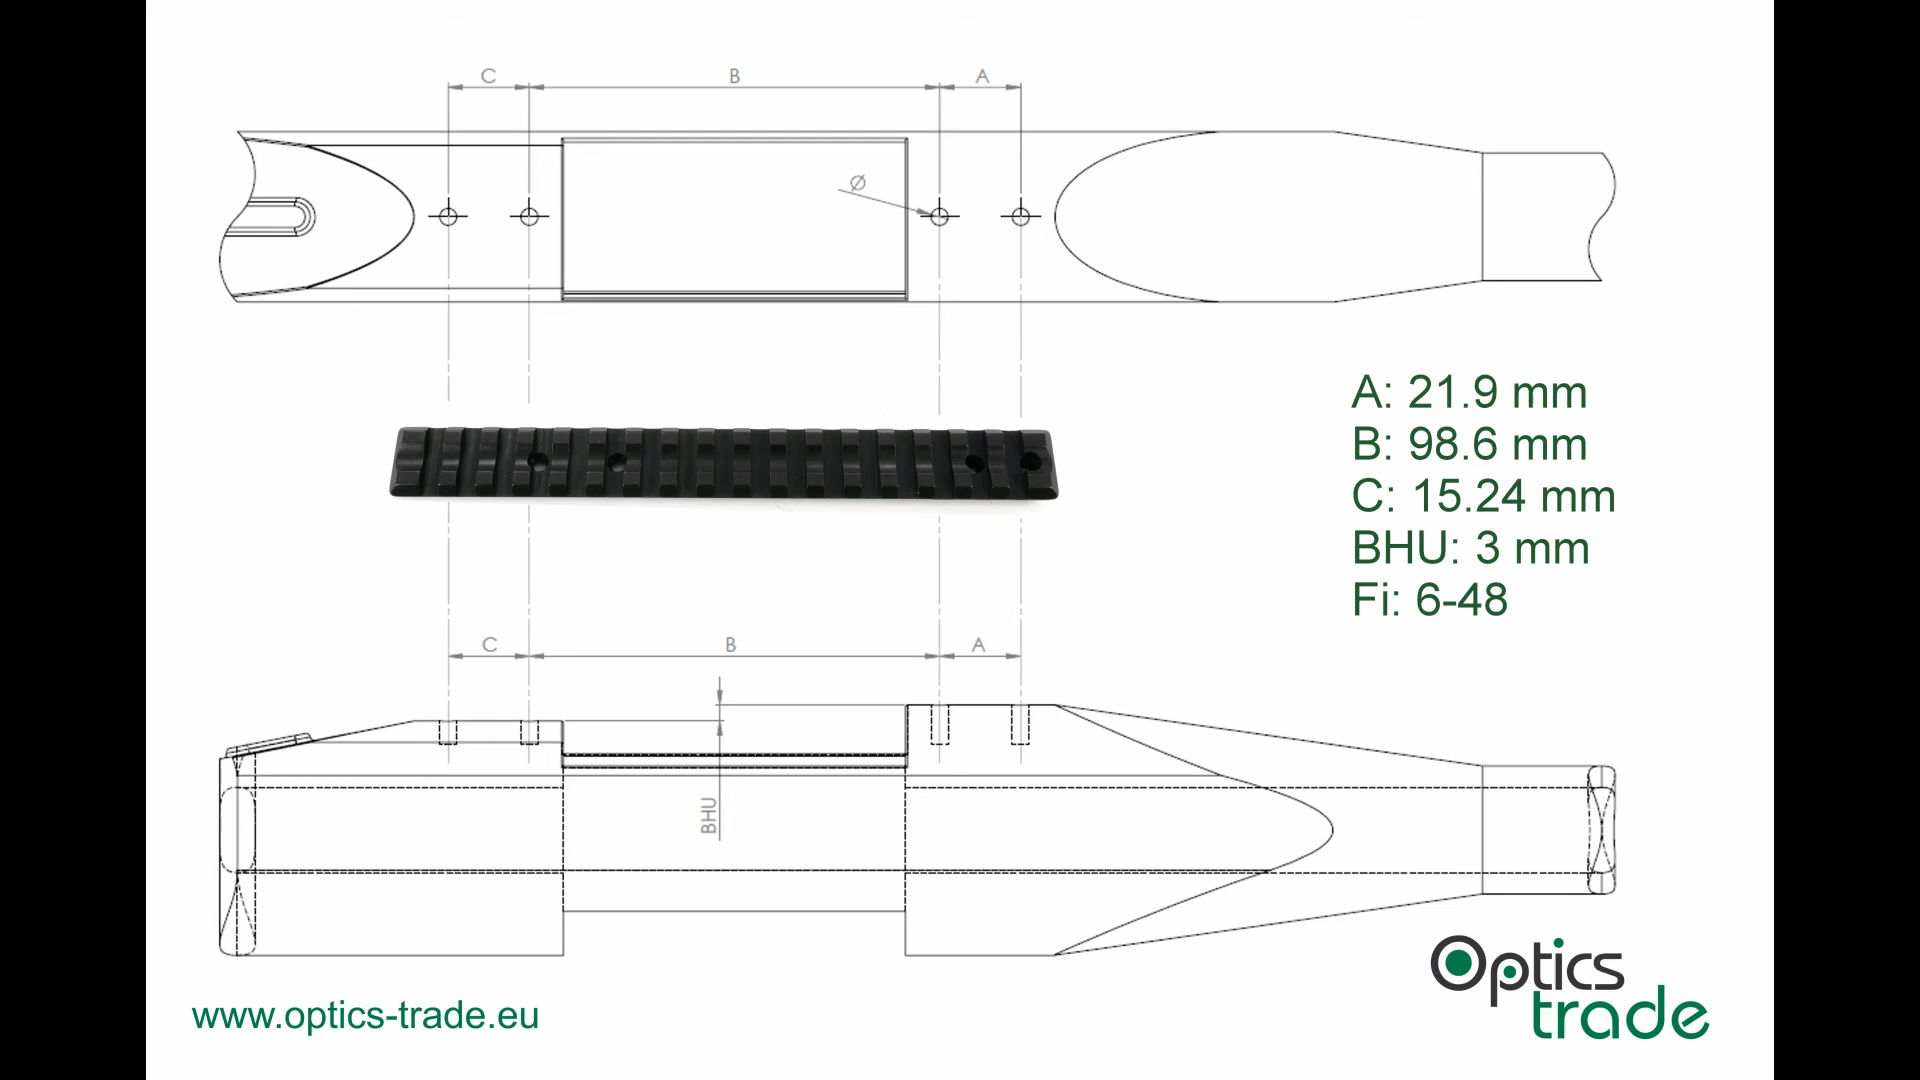 C B A
Ø
A: 21.9 mm
B: 98.6 mm
C: 15.24 mm
BHU: 3 mm
Fi: 6-48
C B A
BHU
Optics
trade
www.optics-trade.eu